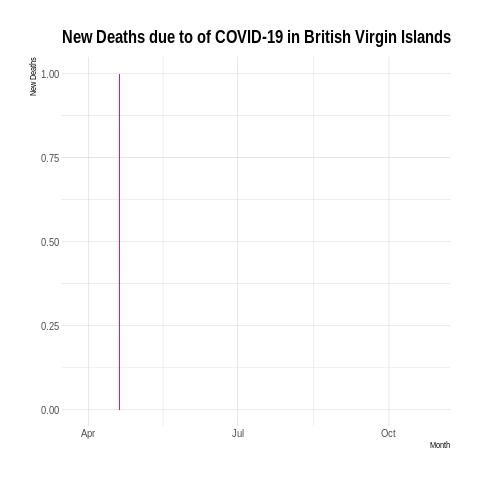 New Deaths due to of COVID-19 in British Virgin Islands
New Deaths
1.00
0.75
0.50
0.25
0.00
Apr
Jul
Oct
Month